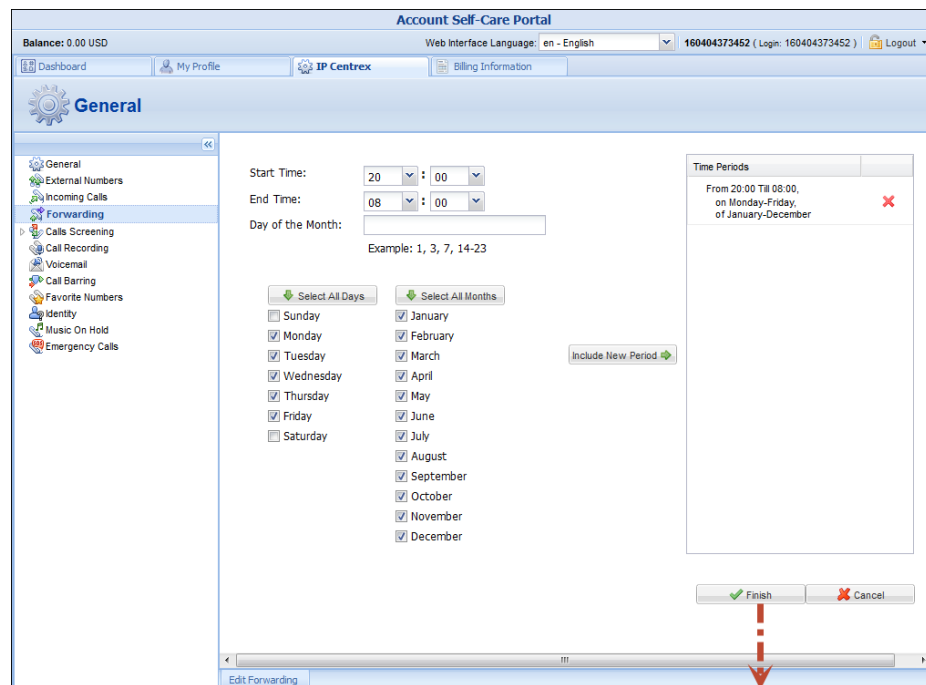 Account Self-Care Portal
Balance: 0.00 USD
Web Interface Language: en - English
160404373452 ( Login: 160404373452 )
Logout
Dashboard
My Profile
IP Centrex
Billing Information
General
General
External Numbers
Incoming Calls
Forwarding
Calls Screening
Call Recording
Voicemail
Call Barring
Favorite Numbers
Identity
Music On Hold
Emergency Calls
Start Time: 20 : 00
End Time: 08 : 00
Day of the Month:
Example: 1, 3, 7, 14-23
Select All Days
Sunday
Monday
Tuesday
Wednesday
Thursday
Friday
Saturday
Select All Months
January
February
March
April
May
June
July
August
September
October
November
December
Include New Period
Time Periods
From 20:00 Till 08:00,
on Monday-Friday,
of January-December
Finish
Cancel
Edit Forwarding